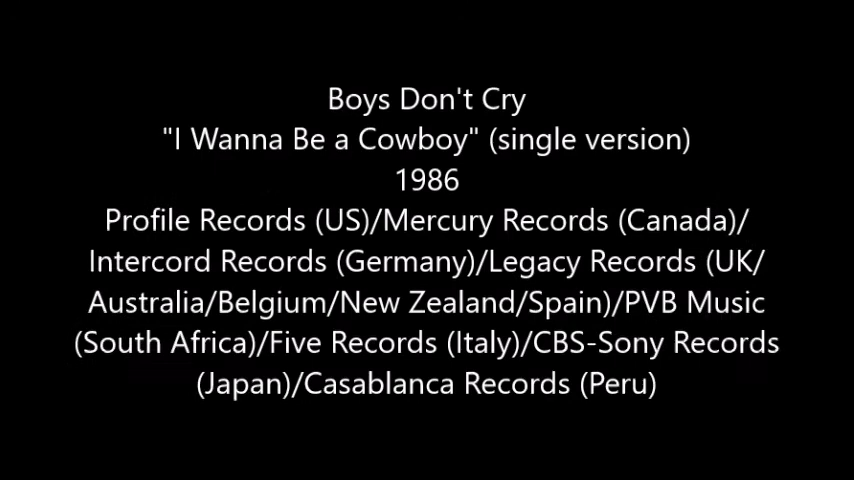 Boys Don't Cry
"I Wanna Be a Cowboy" (single version)
1986
Profile Records (US)/Mercury Records (Canada)/
Intercord Records (Germany)/Legacy Records (UK/
Australia/Belgium/New Zealand/Spain)/PVB Music
(South Africa)/Five Records (Italy)/CBS-Sony Records
(Japan)/Casablanca Records (Peru)